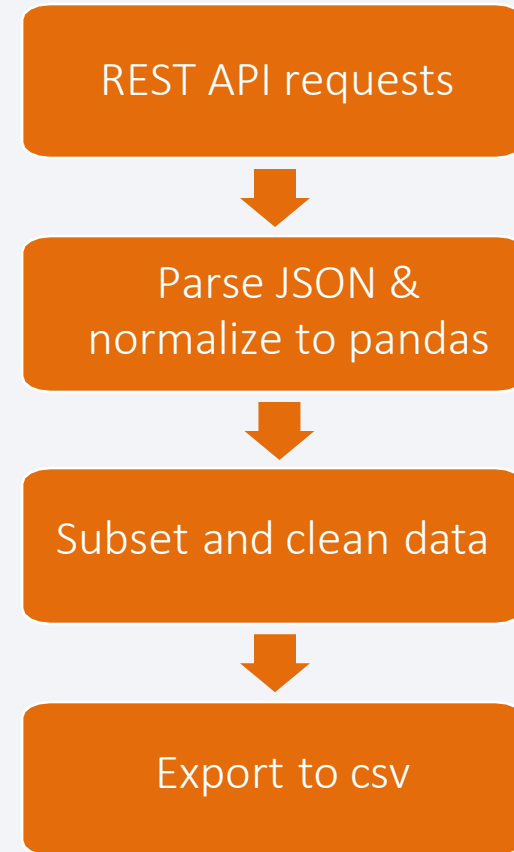 REST API requests
Parse JSON &
normalize to pandas
Subset and clean data
Export to csv